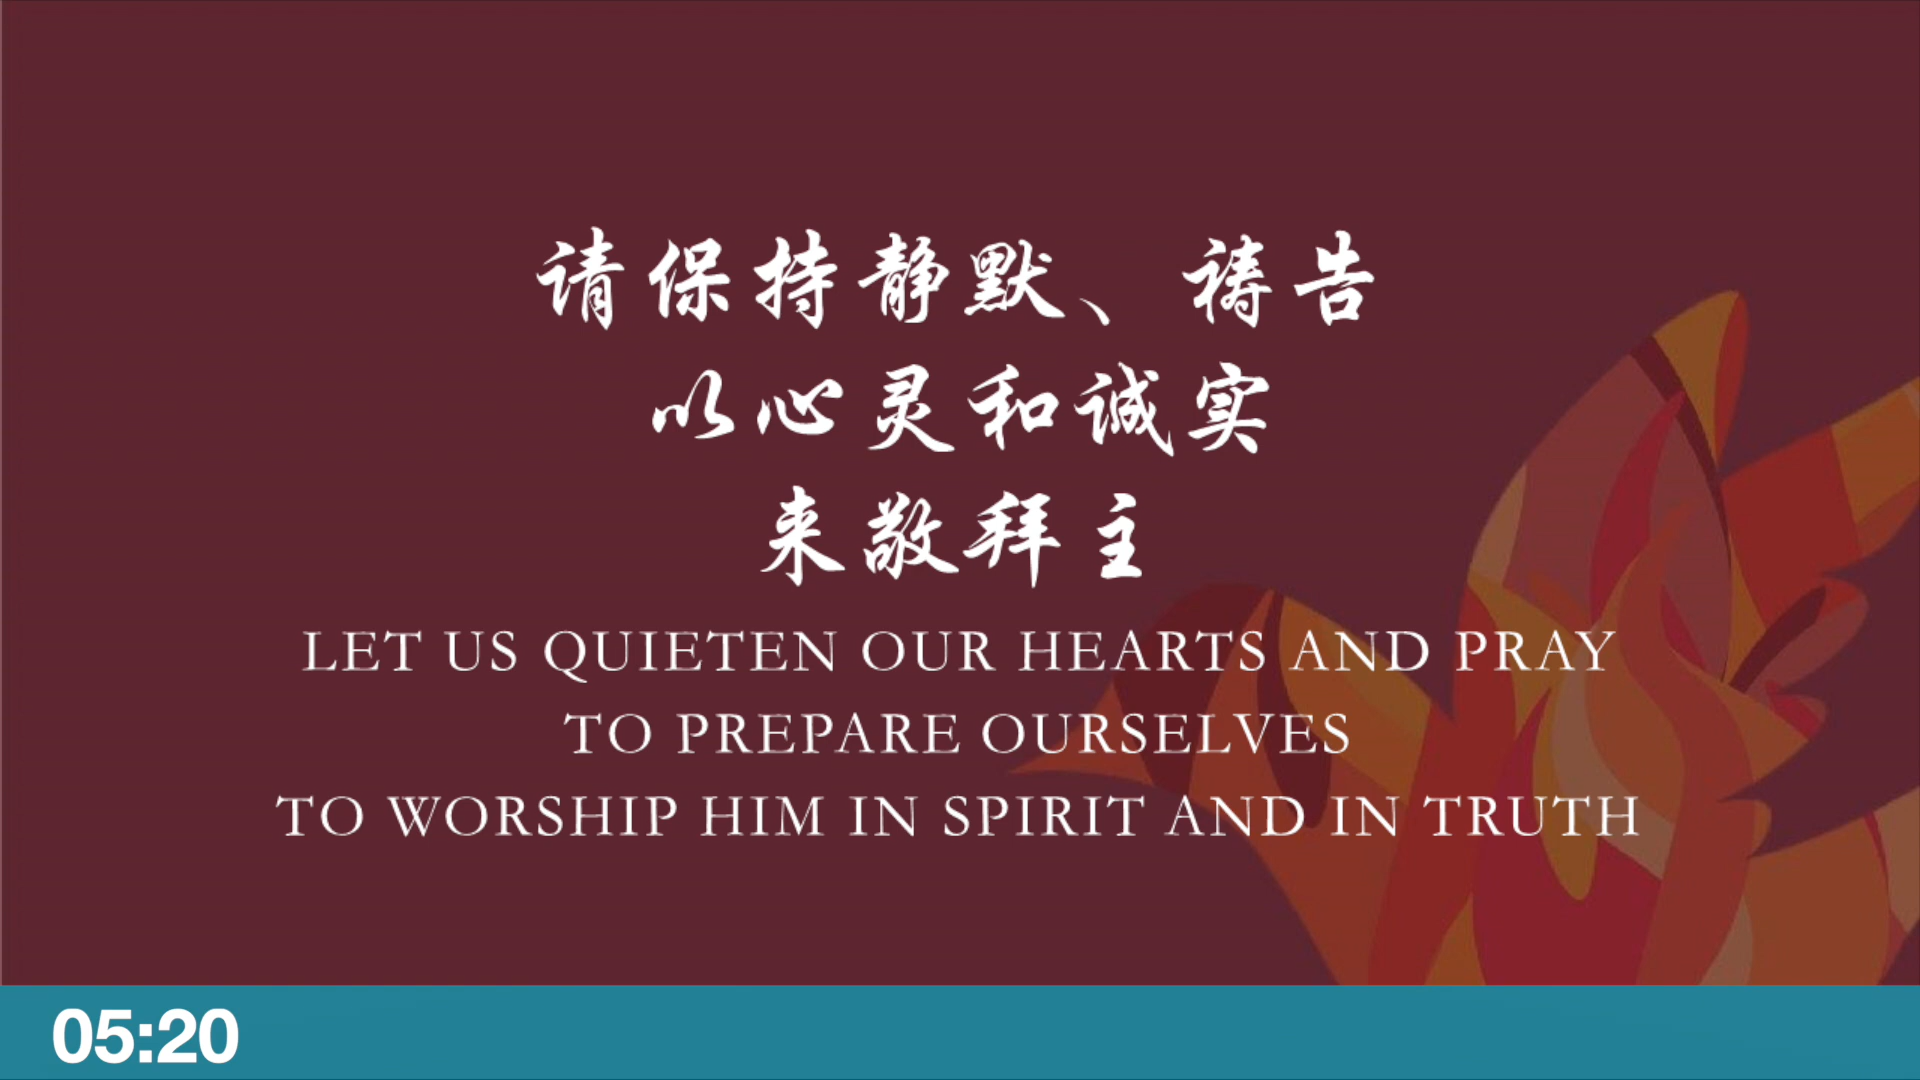 请保持静默、祷告
以心灵和诚实
来敬拜主
LET US QUIETEN OUR HEARTS AND PRAY
TO PREPARE OURSELVES
TO WORSHIP HIM IN SPIRIT AND IN TRUTH
05:20